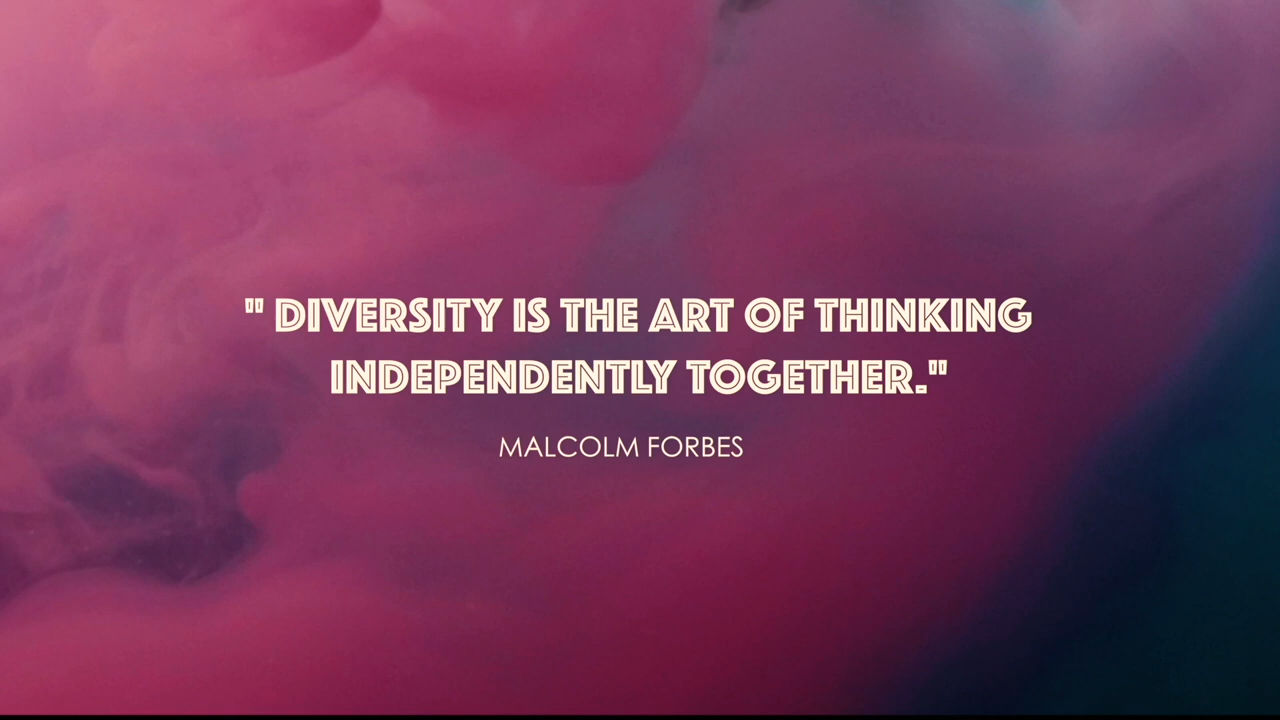 " DIVERSITY IS THE ART OF THINKING
INDEPENDENTLY TOGETHER."
MALCOLM FORBES